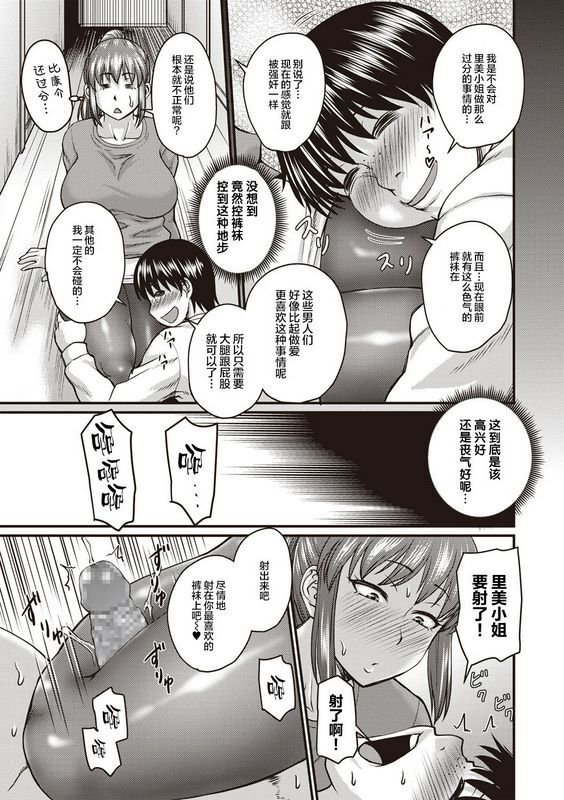 我是不会对
里美小姐做那么
过分的事情的…
别说了…
现在的感觉就跟
被强奸一样
还是说他们
根本就不正常呢？
比康介
还过分…
而且…现在眼前
就有这么色气的
裤袜在
没想到
竟然控裤袜
控到这种地步
其他的
我一定不会碰的…
这些男人们
好像比起做爱
更喜欢这种事情呢
所以只需要
大腿跟屁股
就可以了…
这到底是该
高兴好
还是丧气好呢…
里美小姐
要射了！
射出来吧
尽情地
射在你最喜欢的
裤袜上吧~♥
射了啊！
ビクッ